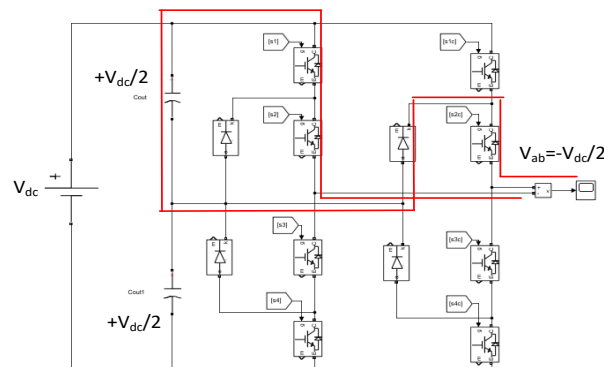 [s1]
[s1c]
+Vdc/2
Cout
[s2]
[s2c]
Vab=-Vdc/2
Vdc
[s3]
[s3c]
Cout1
[s4]
[s4c]
+Vdc/2